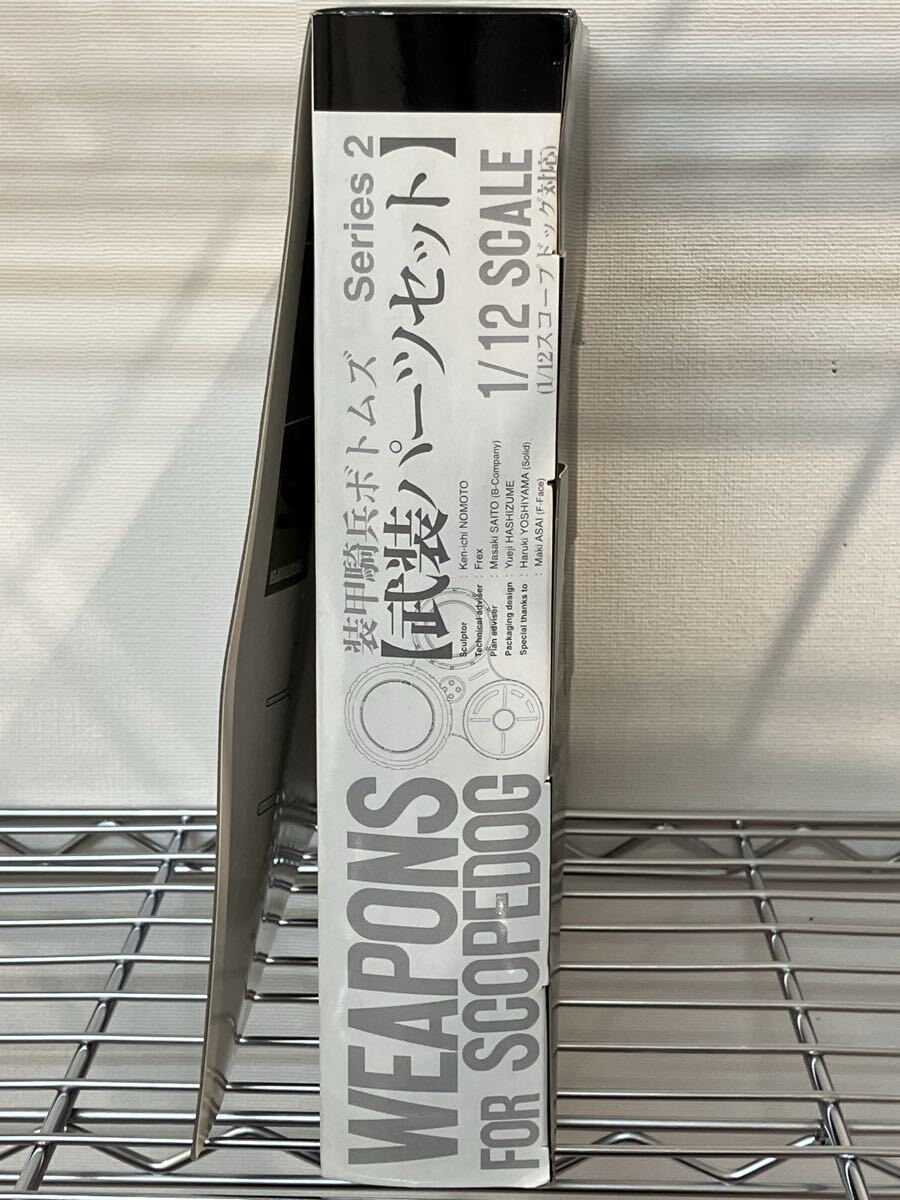 WEAPONS
FOR SCOPEDOG
装甲騎兵ボトムズ Series 2
【武装パーツセット】
Sculptor : Ken-ichi NOMOTO
Technical adviser : Frex
Plan adviser : Masaki SAITO (B-Company)
Packaging design : Yueji HASHIZUME
Special thanks to : Haruki YOSHIYAMA (Solid).
: Maki ASAI (F-Face)
1/12 SCALE
(1/12スコープドッグ対応)